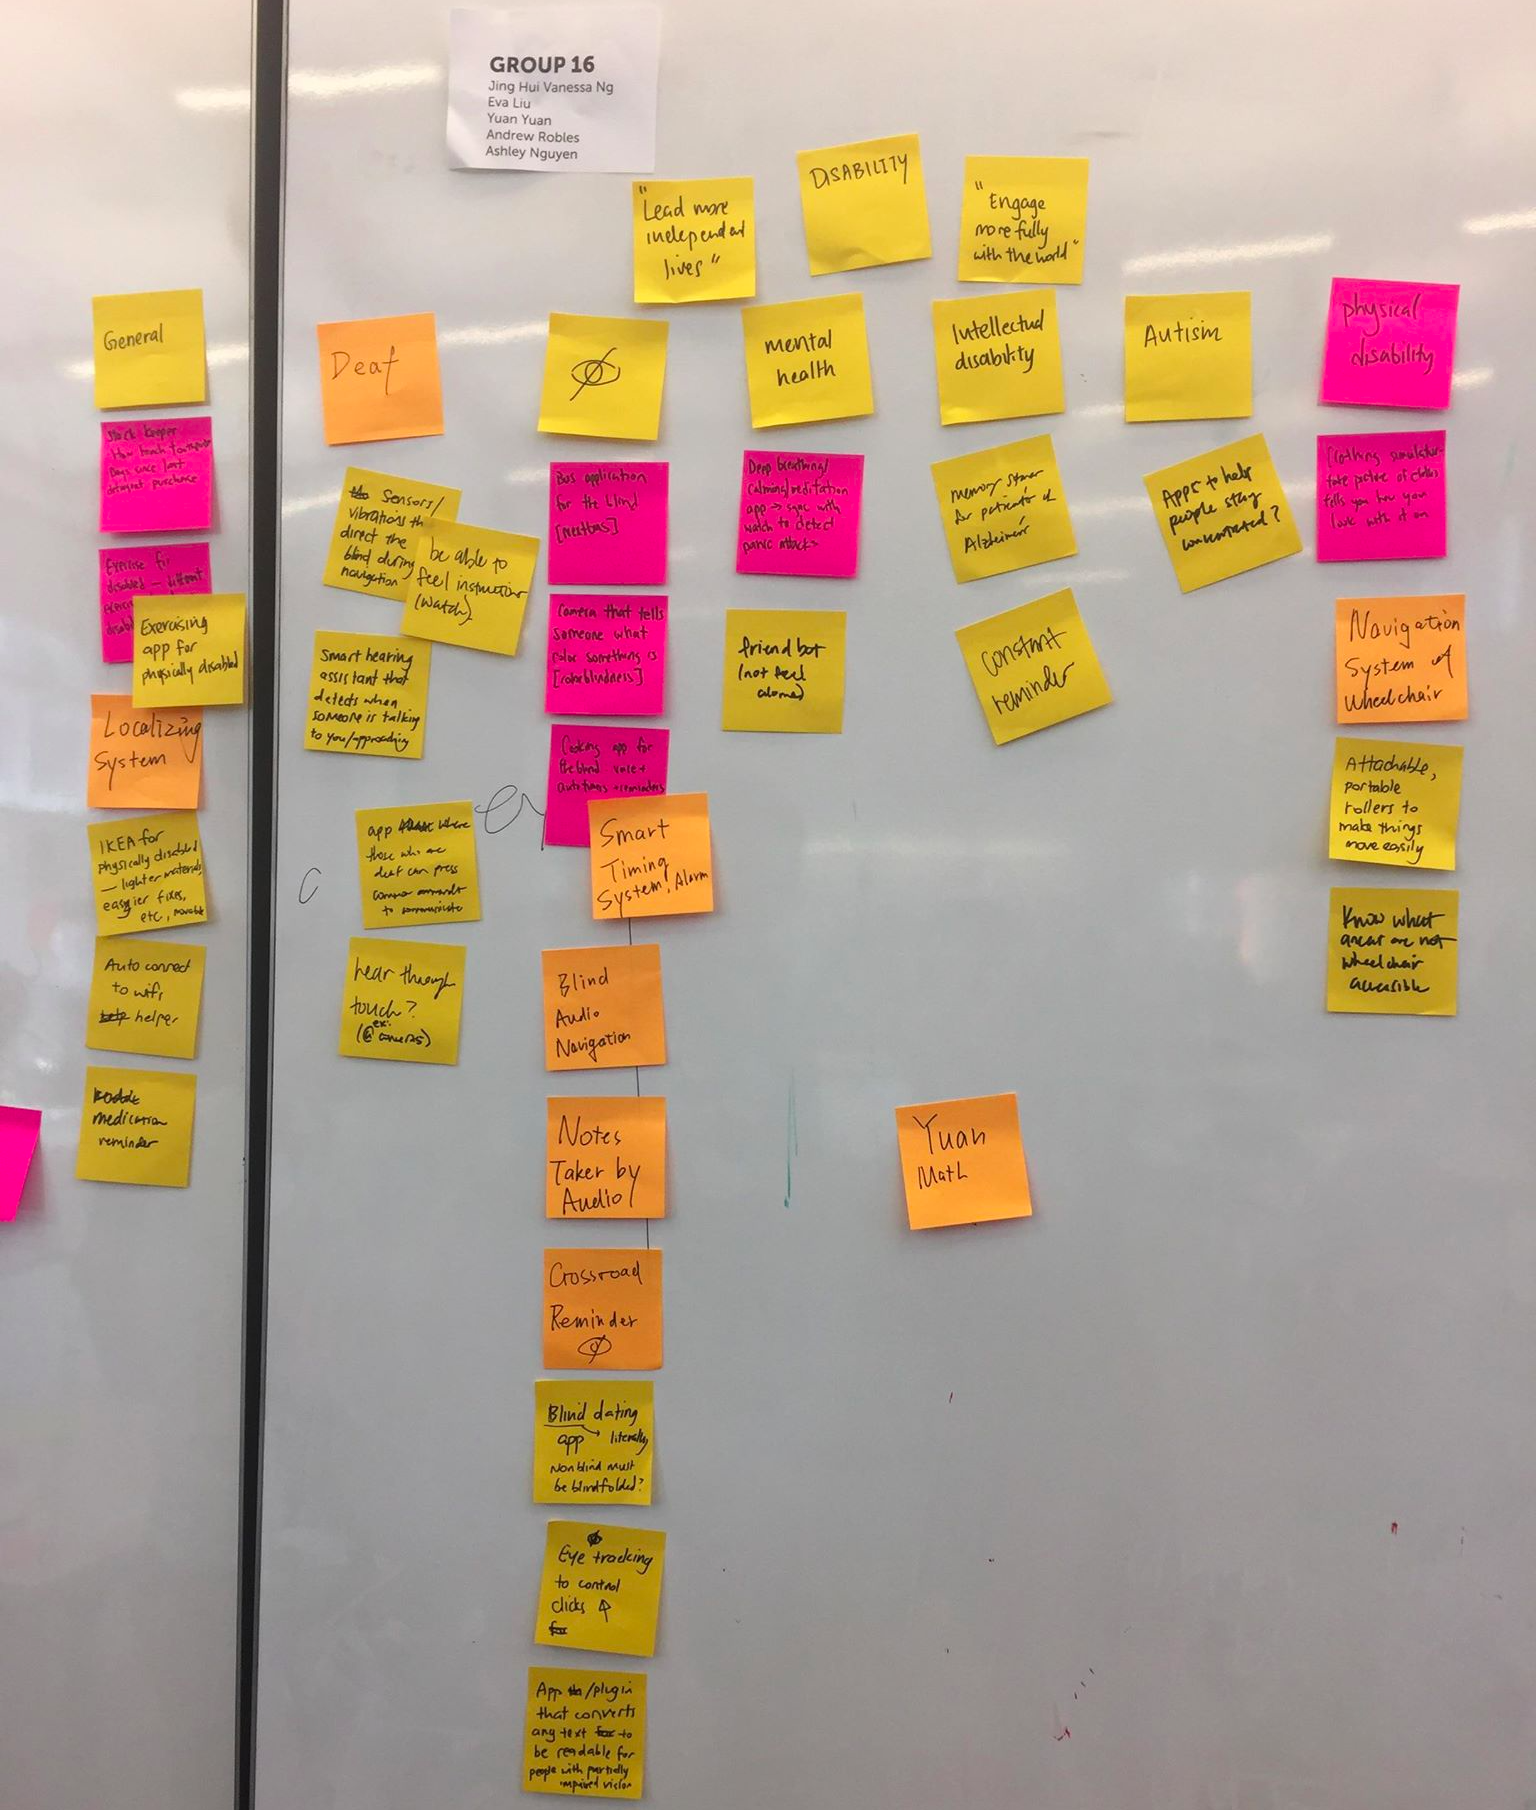 GROUP 16
Jing Hui Vanessa Ng
Eva Liu
Yuan Yuan
Andrew Robles
Ashley Nguyen
"Lead more
independent
lives"
DISABILITY
"Engage
more fully
with the world"
General
Stock keeper
How much toothpaste
Days since last
detergent purchase
Exercise for
disabled – different
Exercising
app for
physically disabled
Localizing
System
IKEA for
physically disabled
— lighter materials,
easier fixes,
etc., movable
Auto connect
to wifi
helper
medication
reminder
Deaf
Sensors/
vibrations th
direct the
blind during
navigation
be able to
feel instruction
(watch)
Smart hearing
assistant that
detects when
someone is talking
to you/approaching
app where
those who are
deaf can press
common
to communicate
hear through
touch?
(ex:
Bus application
for the blind
[nextbus]
Camera that tells
someone what
color something is
[colorblindness]
Cooking app for
the blind voice +
reminders
Smart
Timing
System, Alarm
Blind
Audio
Navigation
Notes
Taker by
Audio
Crossroad
Reminder
Blind dating
app → literally
Nonblind must
be blindfolded?
Eye tracking
to control
clicks
App /plugin
that converts
any text to
be readable for
people with partially
impaired vision
mental
health
Deep breathing/
calming/meditation
app → sync with
watch to detect
panic attacks
friend bot
(not feel
alone)
Intellectual
disability
memory
for patients of
Alzheimer's
constant
reminder
Yuan
Math
Autism
Apps to help
people stay
concentrated?
physical
disability
Clothing simulator-
take picture of clothes
tells you how you
look with it on
Navigation
System of
Wheelchair
Attachable,
portable
rollers to
make things
move easily
Know what
areas are not
wheelchair
accessible